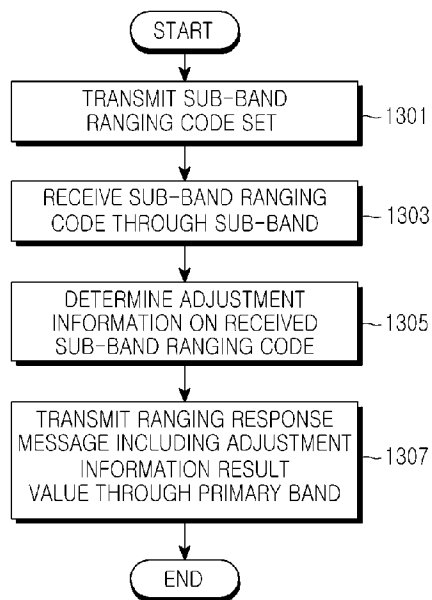 START
TRANSMIT SUB-BAND
RANGING CODE SET
1301
RECEIVE SUB-BAND RANGING
CODE THROUGH SUB-BAND
1303
DETERMINE ADJUSTMENT
INFORMATION ON RECEIVED
SUB-BAND RANGING CODE
1305
TRANSMIT RANGING RESPONSE
MESSAGE INCLUDING ADJUSTMENT
INFORMATION RESULT
VALUE THROUGH PRIMARY BAND
1307
END